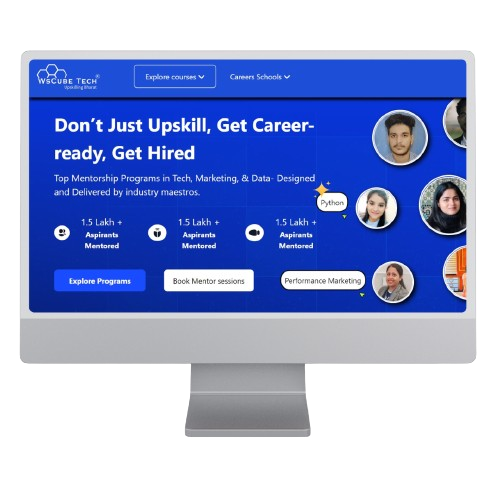 WSCUBE TECH®
Upskilling Bharat
Explore courses
Careers Schools
Don't Just Upskill, Get Career-
ready, Get Hired
Top Mentorship Programs in Tech, Marketing, & Data- Designed
and Delivered by industry maestros.
Python
1.5 Lakh +
Aspirants
Mentored
1.5 Lakh +
Aspirants
Mentored
1.5 Lakh +
Aspirants
Mentored
Explore Programs
Book Mentor sessions
Performance Marketing